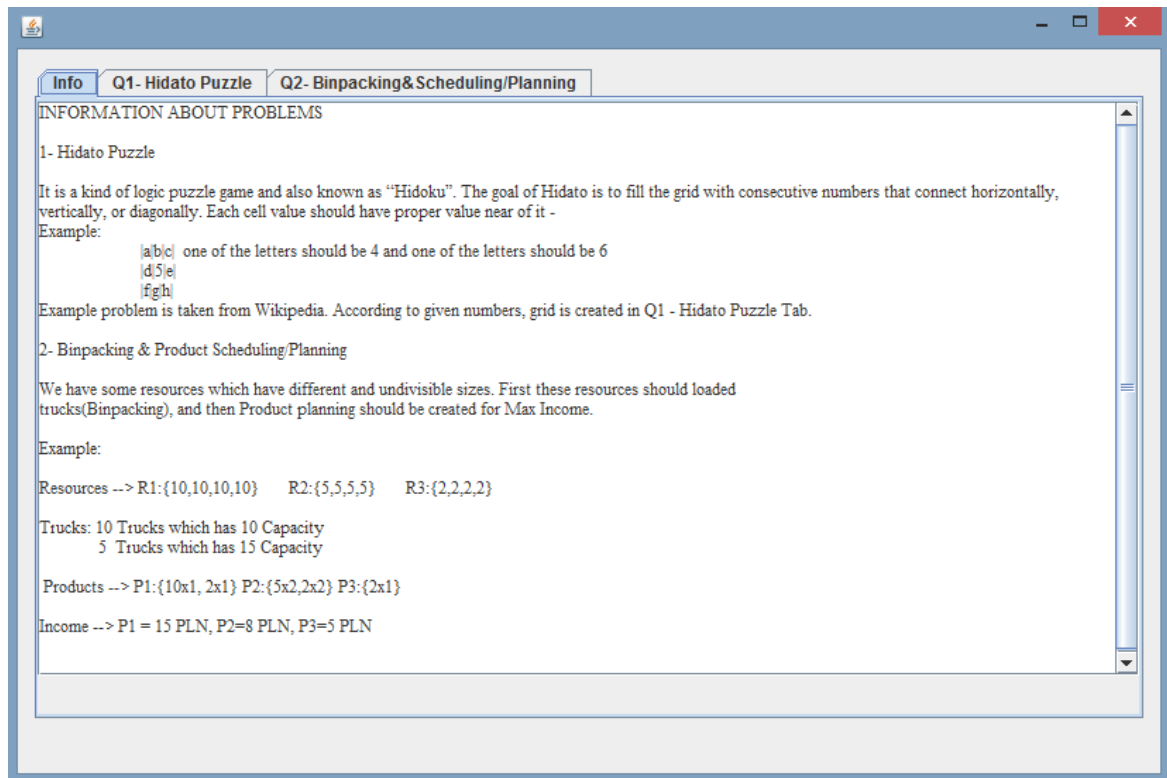 Info
Q1- Hidato Puzzle
Q2- Binpacking&Scheduling/Planning
INFORMATION ABOUT PROBLEMS
1- Hidato Puzzle
It is a kind of logic puzzle game and also known as “Hidoku”. The goal of Hidato is to fill the grid with consecutive numbers that connect horizontally,
vertically, or diagonally. Each cell value should have proper value near of it -
Example:
|a|b|c| one of the letters should be 4 and one of the letters should be 6
|d|5|e|
|f|g|h|
Example problem is taken from Wikipedia. According to given numbers, grid is created in Q1 - Hidato Puzzle Tab.
2- Binpacking & Product Scheduling/Planning
We have some resources which have different and undivisible sizes. First these resources should loaded
trucks(Binpacking), and then Product planning should be created for Max Income.
Example:
Resources --> R1:{10,10,10,10} R2:{5,5,5,5} R3:{2,2,2,2}
Trucks: 10 Trucks which has 10 Capacity
5 Trucks which has 15 Capacity
Products --> P1:{10x1, 2x1} P2:{5x2,2x2} P3:{2x1}
Income --> P1 = 15 PLN, P2=8 PLN, P3=5 PLN